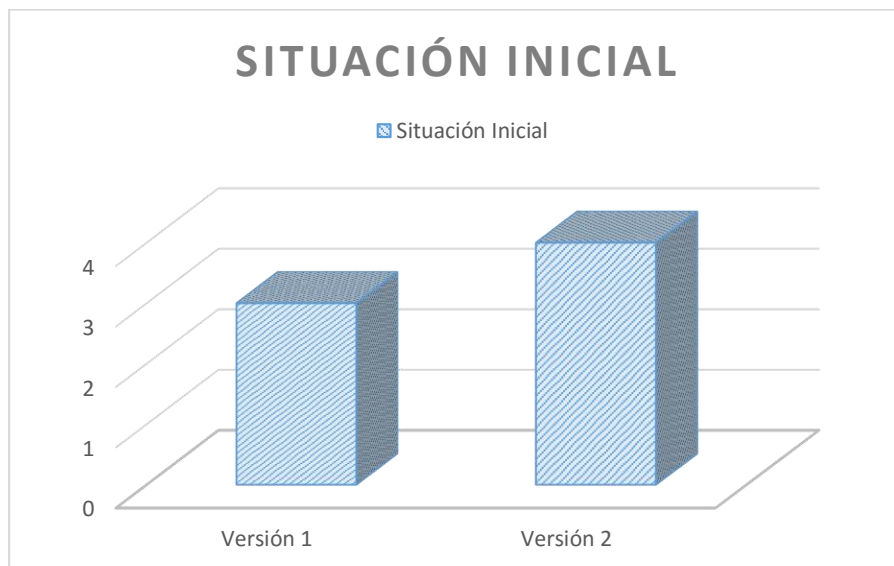 SITUACIÓN INICIAL
Situación Inicial
4
3
2
1
0
Versión 1
Versión 2